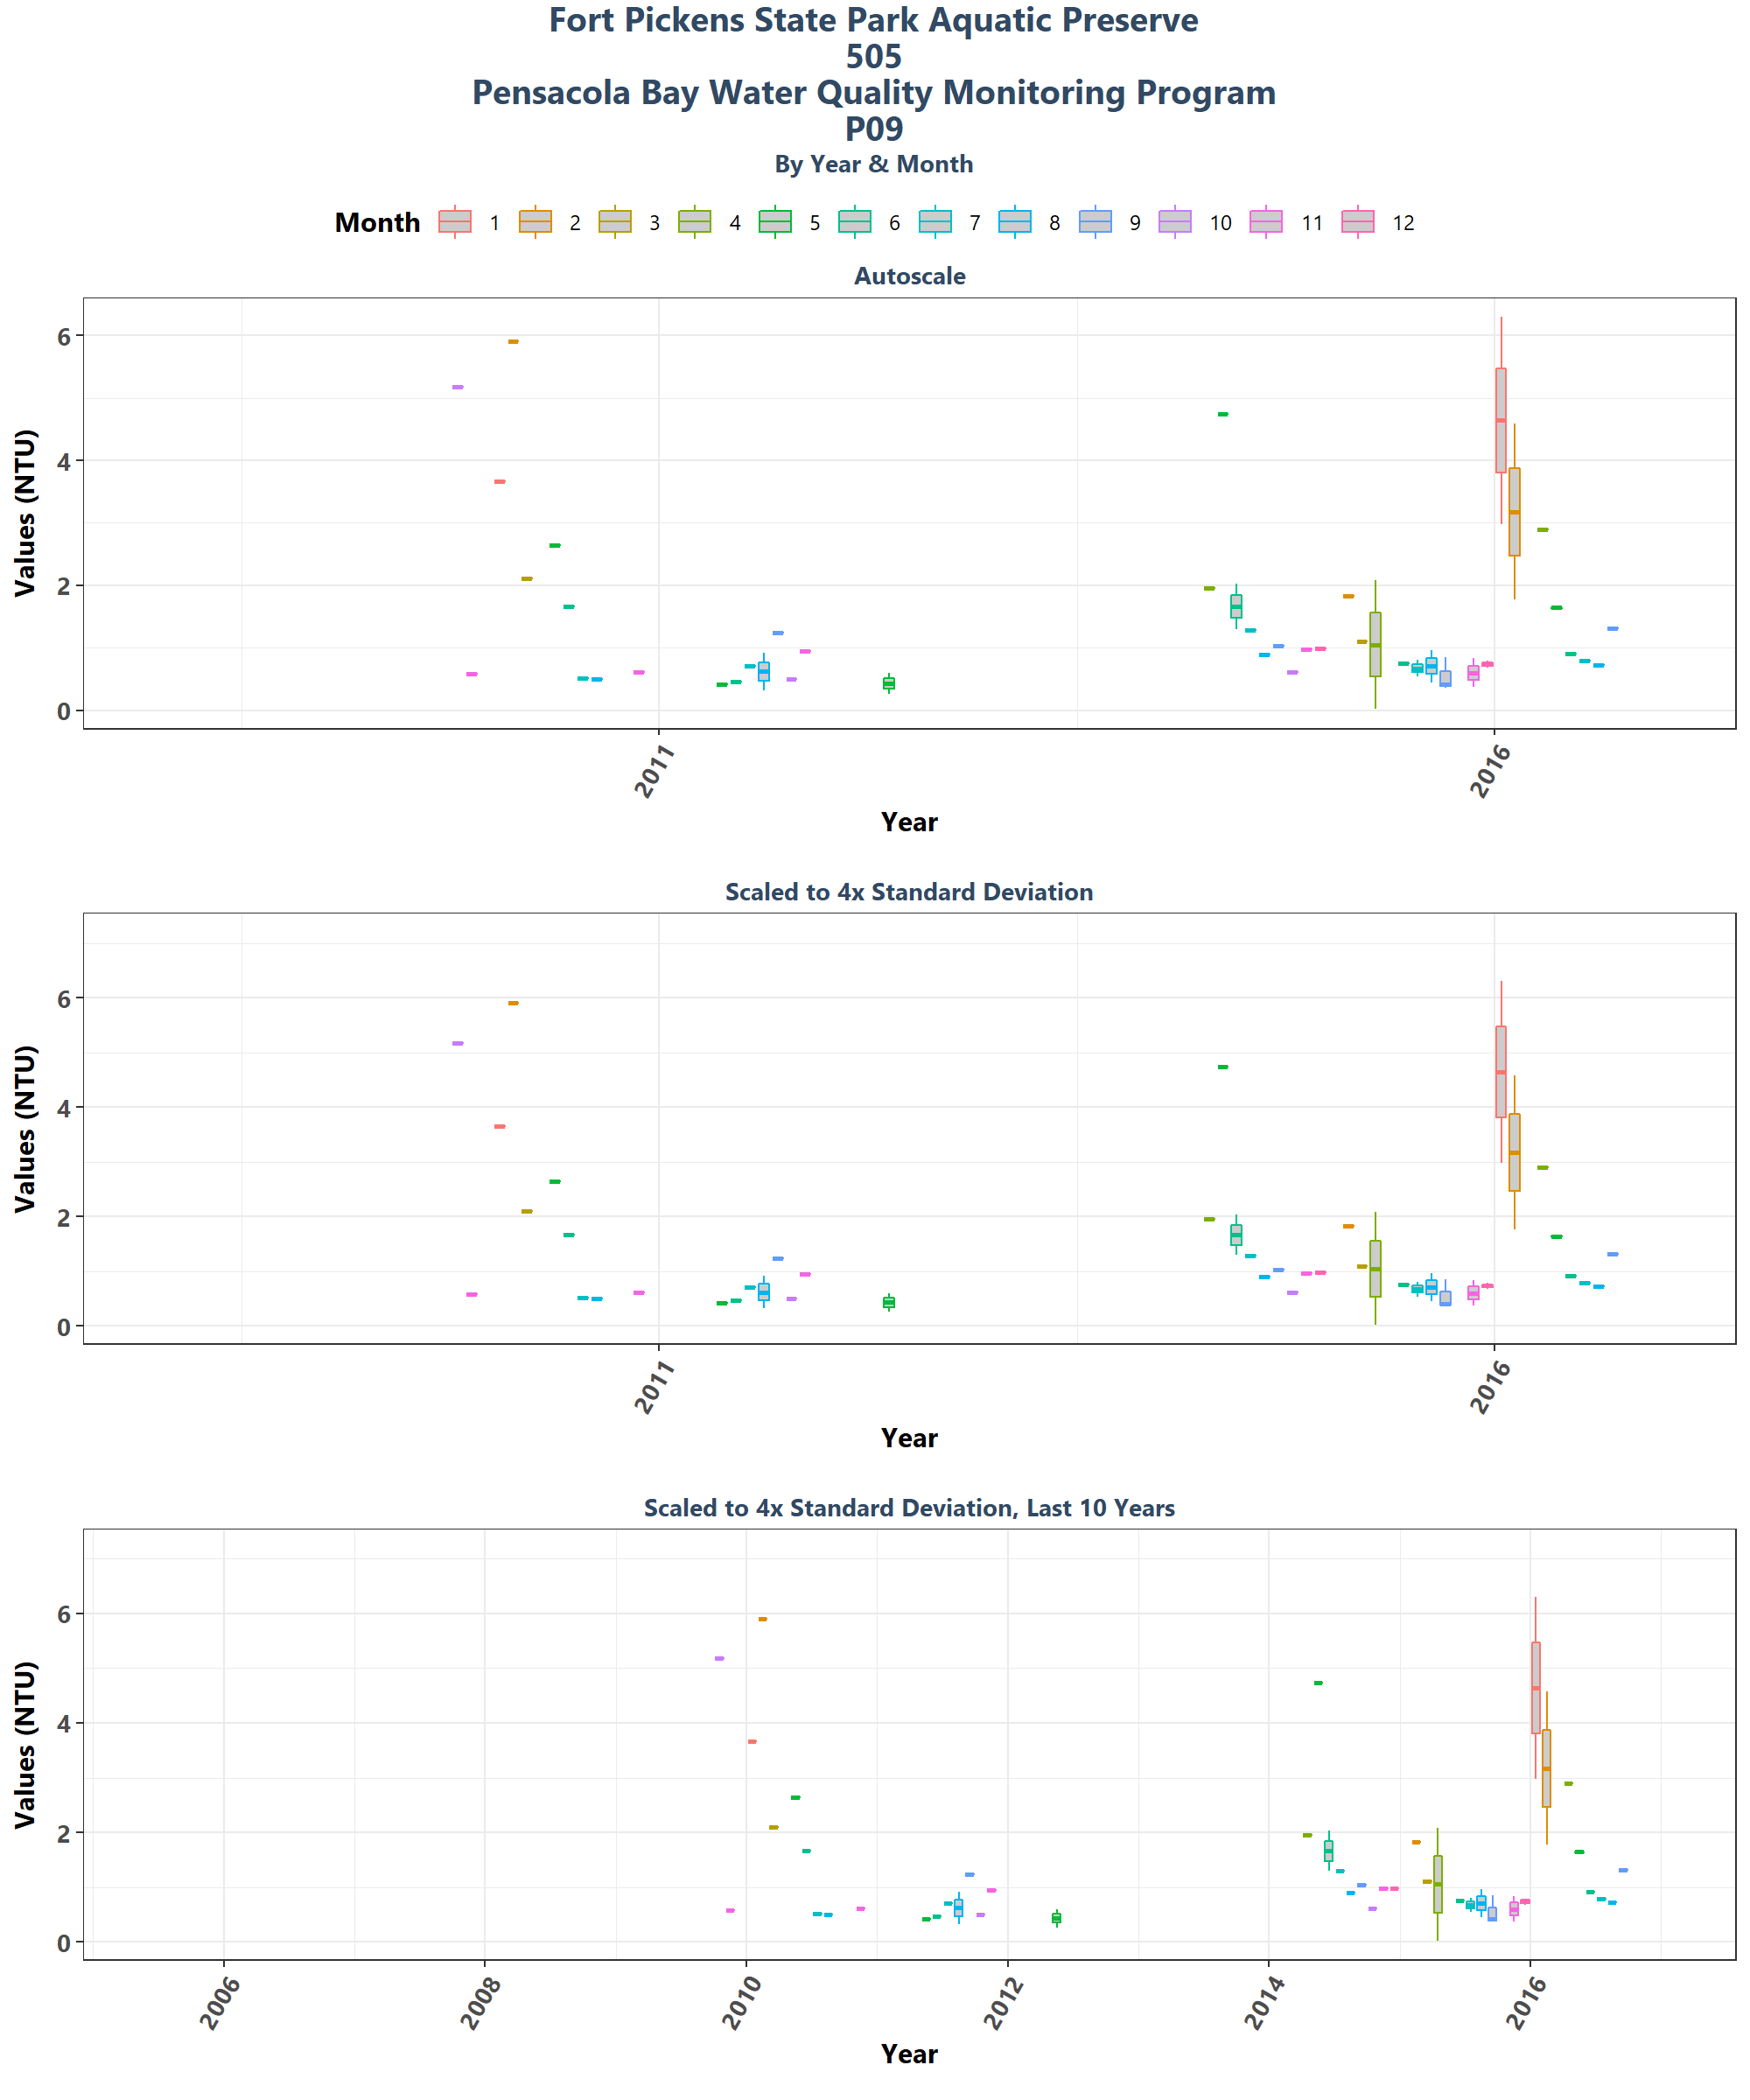 Fort Pickens State Park Aquatic Preserve
505
Pensacola Bay Water Quality Monitoring Program
P09
By Year & Month
Month 1 2 3 4 5 6 7 8 9 10 11 12
Autoscale
Values (NTU)
6
4
2
0
2011 2016
Year
Scaled to 4x Standard Deviation
Values (NTU)
6
4
2
0
2011 2016
Year
Scaled to 4x Standard Deviation, Last 10 Years
Values (NTU)
6
4
2
0
2006 2008 2010 2012 2014 2016
Year